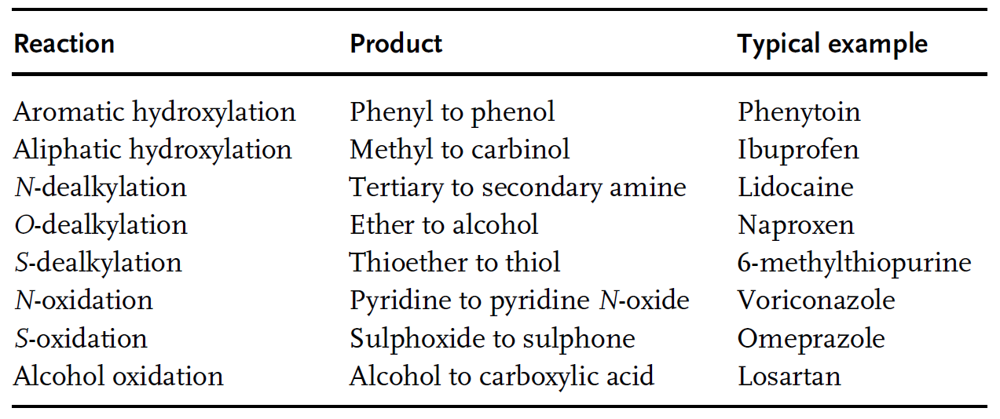 Reaction Product Typical example
Aromatic hydroxylation Phenyl to phenol Phenytoin
Aliphatic hydroxylation Methyl to carbinol Ibuprofen
N-dealkylation Tertiary to secondary amine Lidocaine
O-dealkylation Ether to alcohol Naproxen
S-dealkylation Thioether to thiol 6-methylthiopurine
N-oxidation Pyridine to pyridine N-oxide Voriconazole
S-oxidation Sulphoxide to sulphone Omeprazole
Alcohol oxidation Alcohol to carboxylic acid Losartan